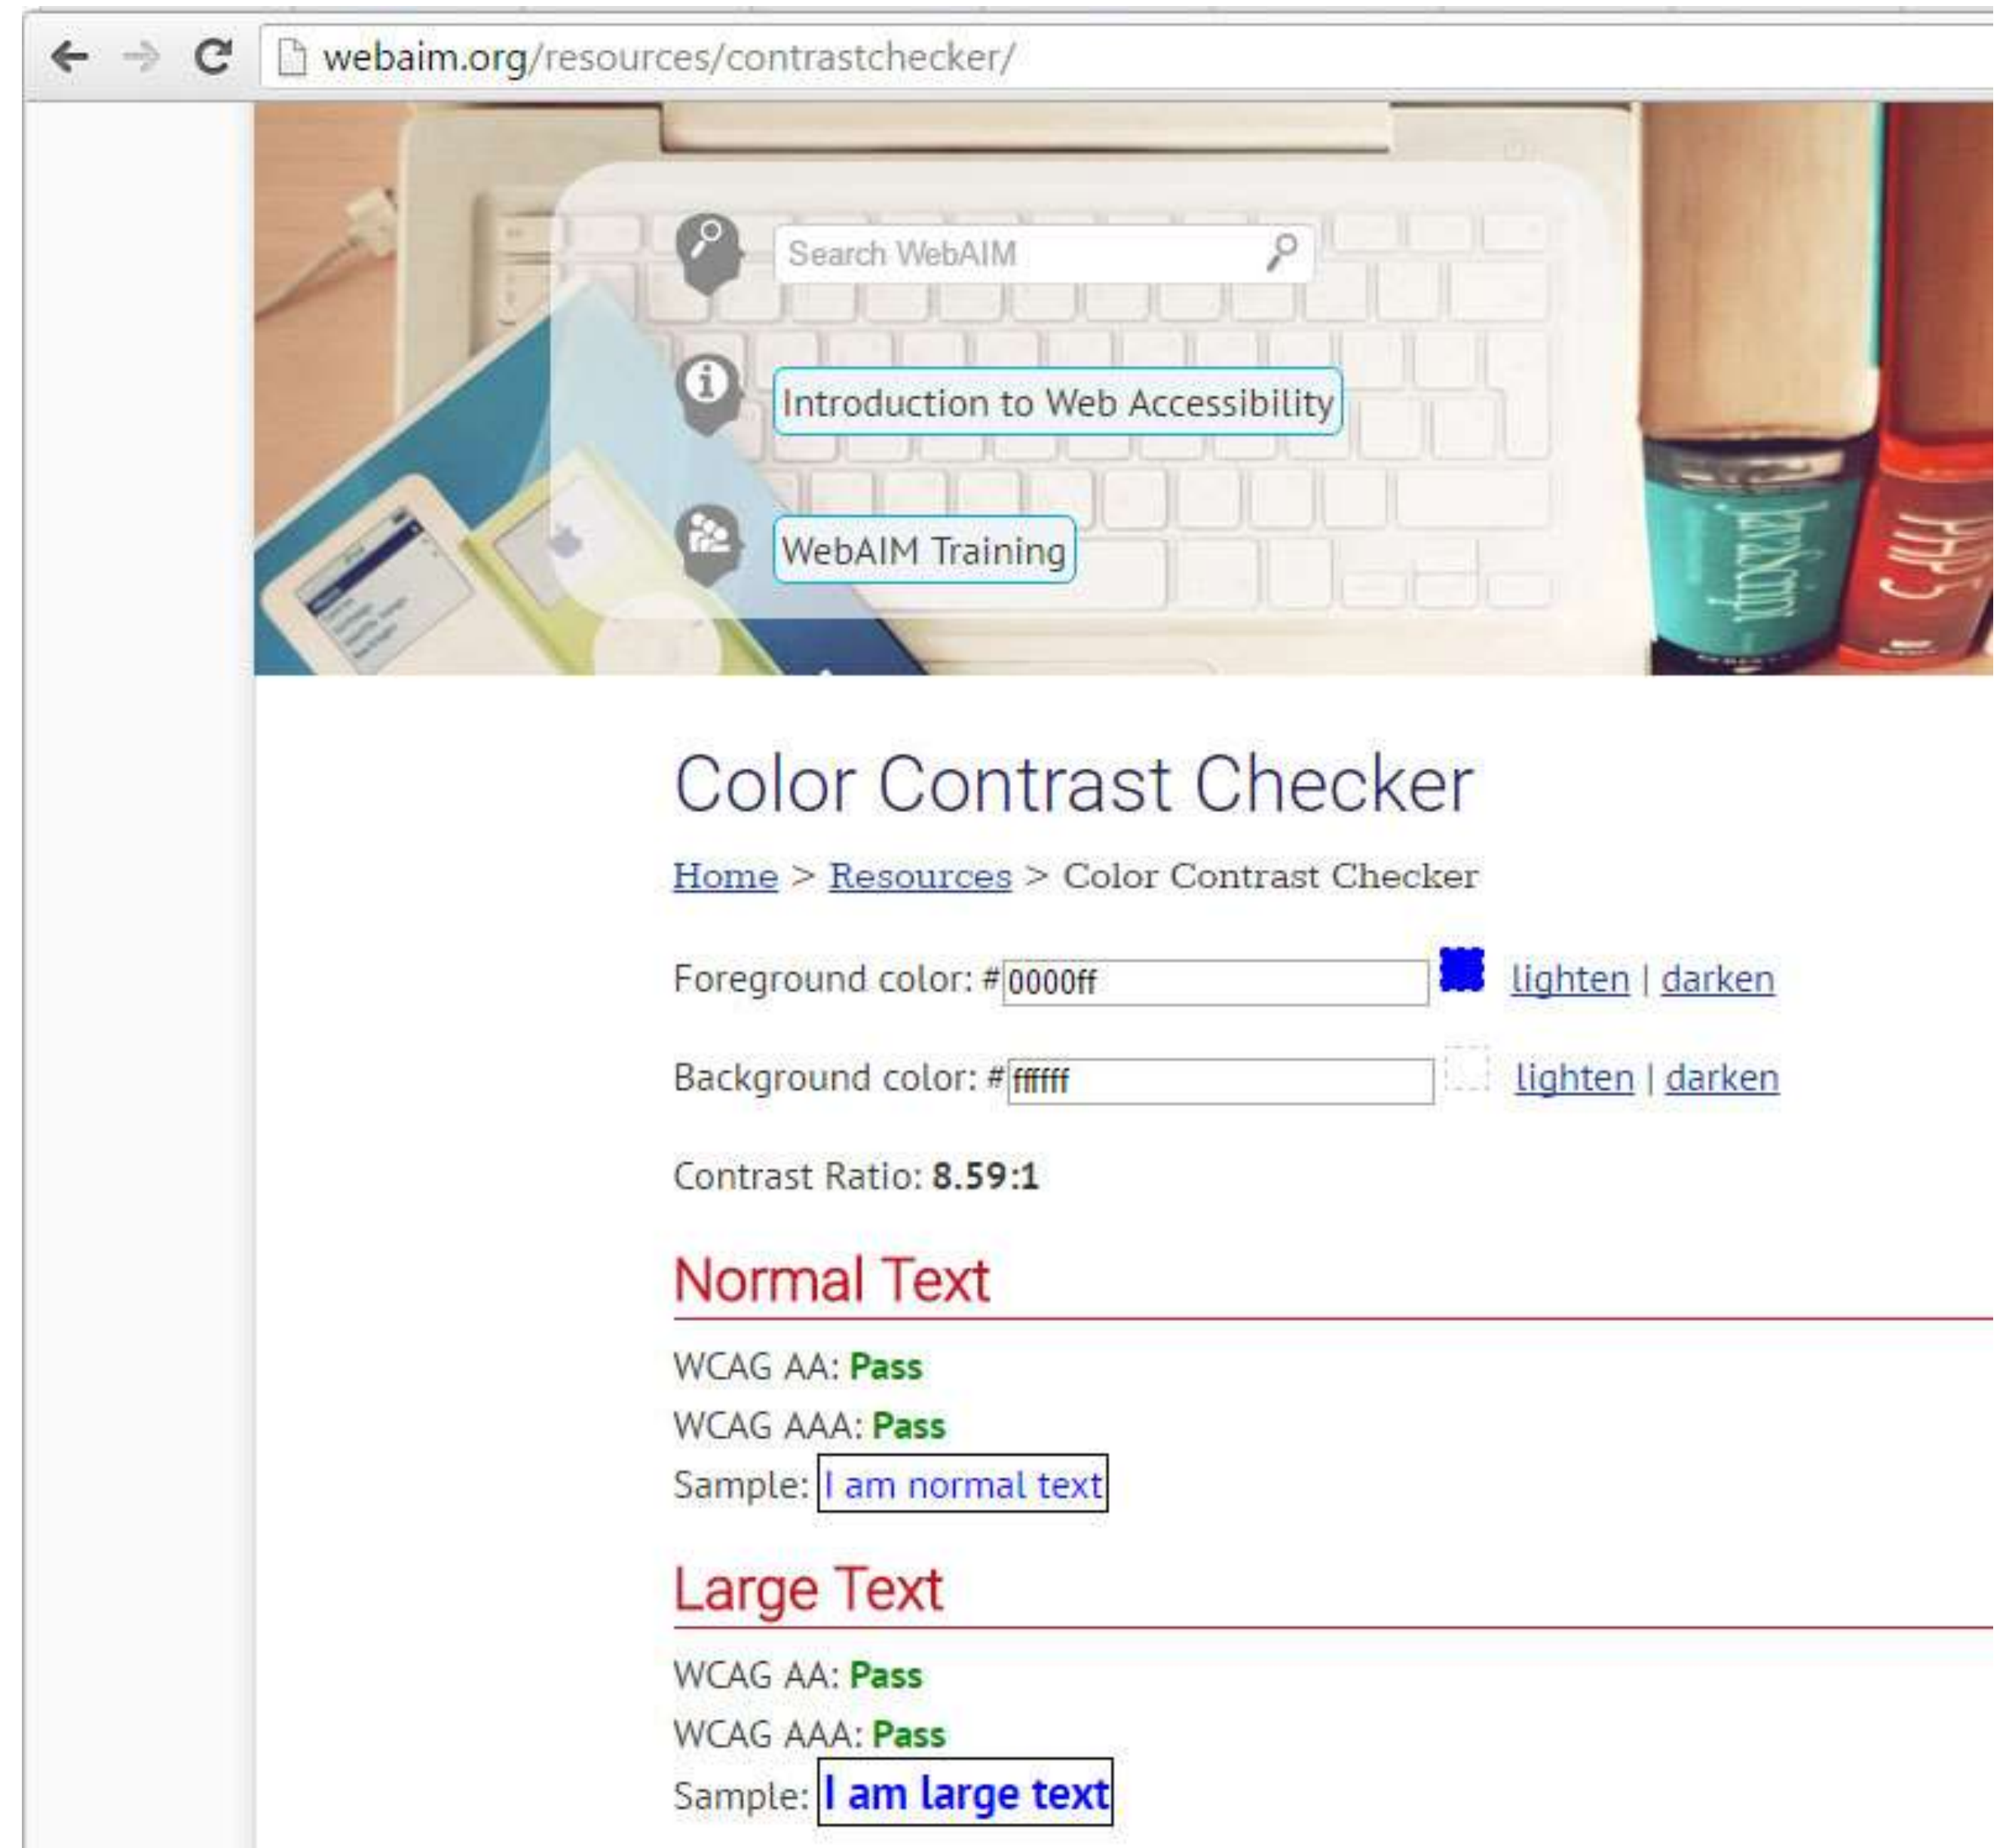 webaim.org/resources/contrastchecker/
Search WebAIM
Introduction to Web Accessibility
WebAIM Training
javascript
Color Contrast Checker
Home > Resources > Color Contrast Checker
Foreground color: #0000ff lighten | darken
Background color: #ffffff lighten | darken
Contrast Ratio: 8.59:1
Normal Text
WCAG AA: Pass
WCAG AAA: Pass
Sample: I am normal text
Large Text
WCAG AA: Pass
WCAG AAA: Pass
Sample: I am large text